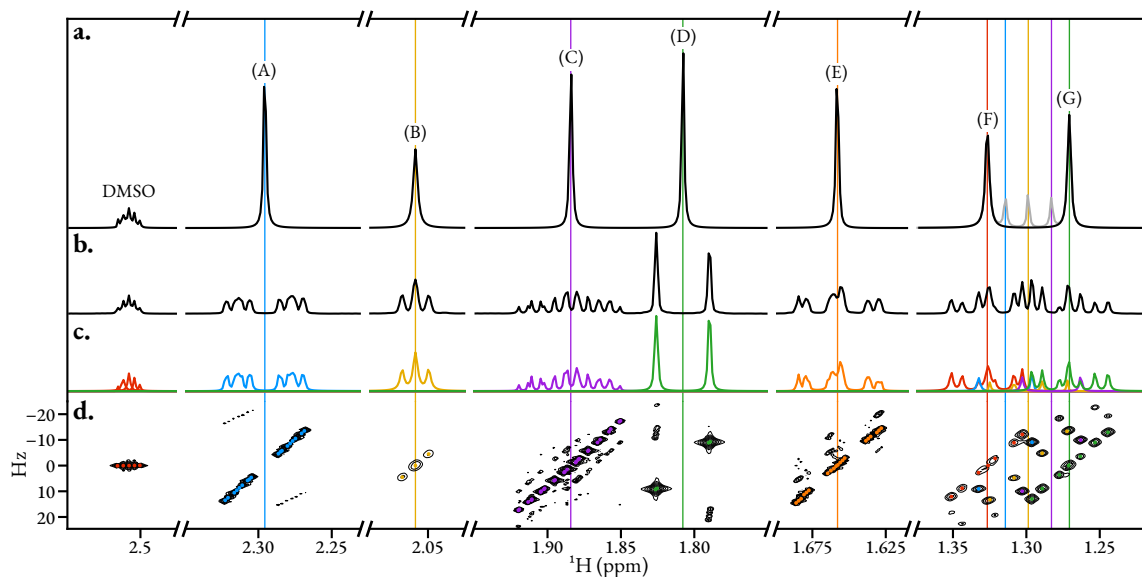 a.
(A)
(B)
(C)
(D)
(E)
(F)
(G)
DMSO
b.
c.
d.
Hz
−20
−10
0
10
20
2.5
2.30
2.25
2.05
1.90
1.85
1.80
1.675
1.625
1.35
1.30
1.25
¹H (ppm)